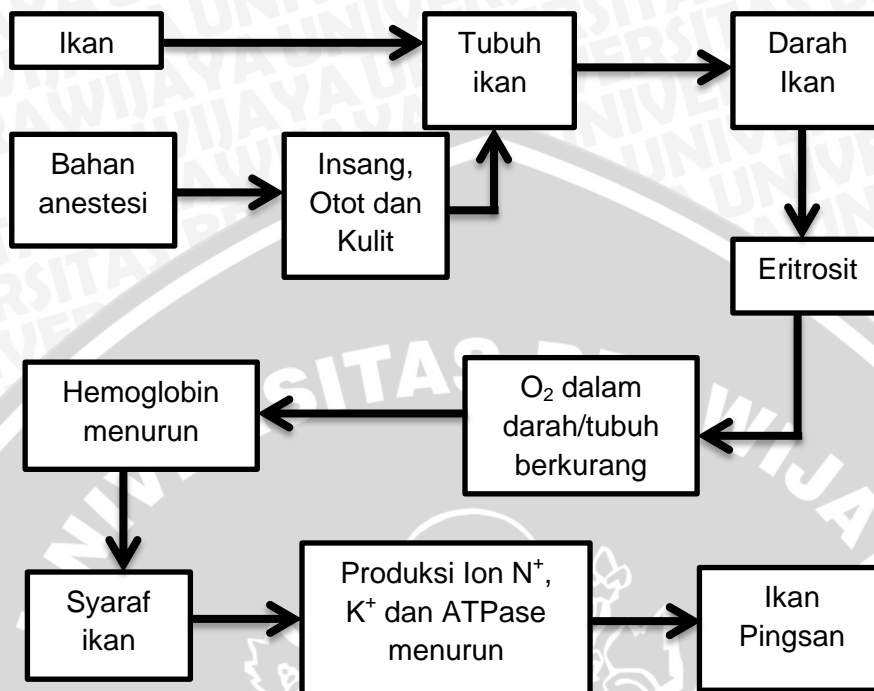 Ikan
Tubuh
ikan
Darah
Ikan
Bahan
anestesi
Insang,
Otot dan
Kulit
Eritrosit
Hemoglobin
menurun
O₂ dalam
darah/tubuh
berkurang
Syaraf
ikan
Produksi Ion N⁺,
K⁺ dan ATPase
menurun
Ikan
Pingsan